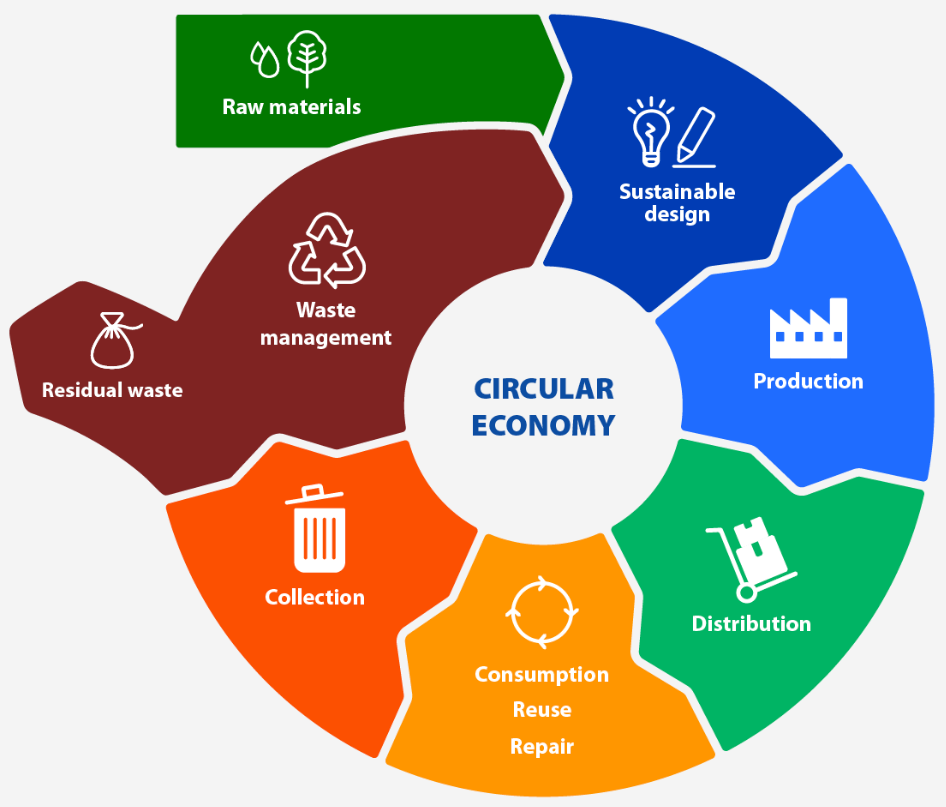 Raw materials
Sustainable
design
Production
Distribution
Consumption
Reuse
Repair
Collection
Waste
management
Residual waste
CIRCULAR
ECONOMY